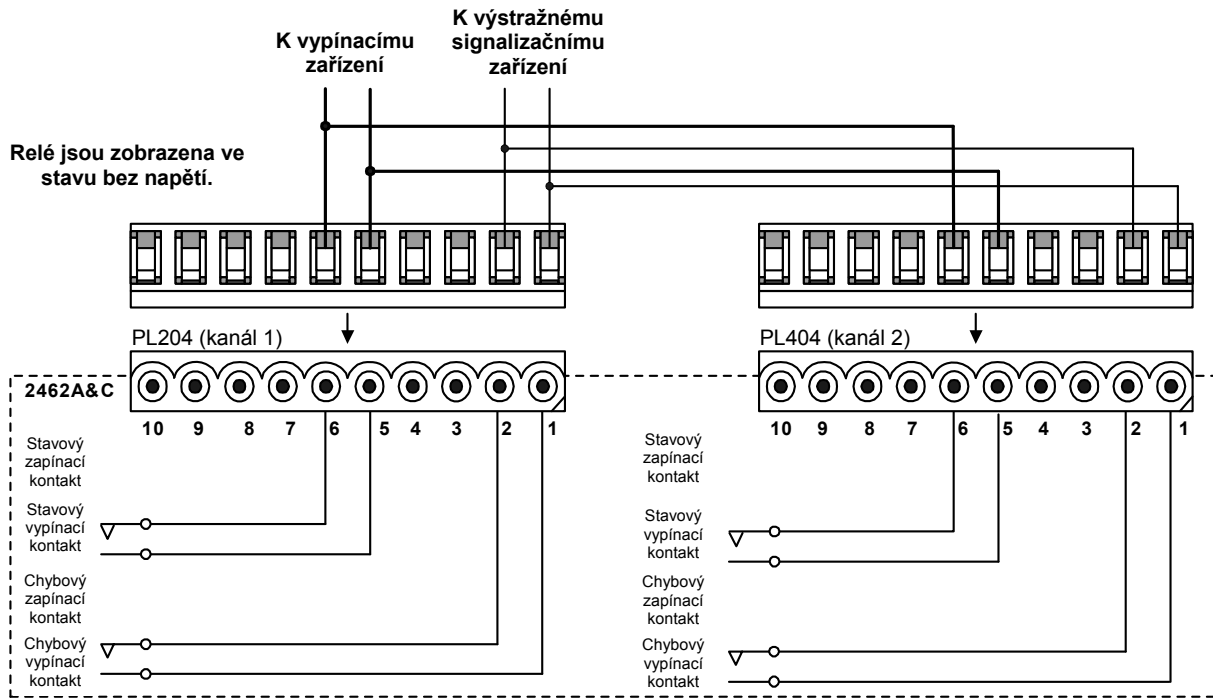 K výstražnému
signalizačnímu
zařízení
K vypínacímu
zařízení
Relé jsou zobrazena ve
stavu bez napětí.
PL204 (kanál 1)
PL404 (kanál 2)
2462A&C
10 9 8 7 6 5 4 3 2 1
10 9 8 7 6 5 4 3 2 1
Stavový
zapínací
kontakt
Stavový
vypínací
kontakt
Chybový
zapínací
kontakt
Chybový
vypínací
kontakt
Stavový
zapínací
kontakt
Stavový
vypínací
kontakt
Chybový
zapínací
kontakt
Chybový
vypínací
kontakt